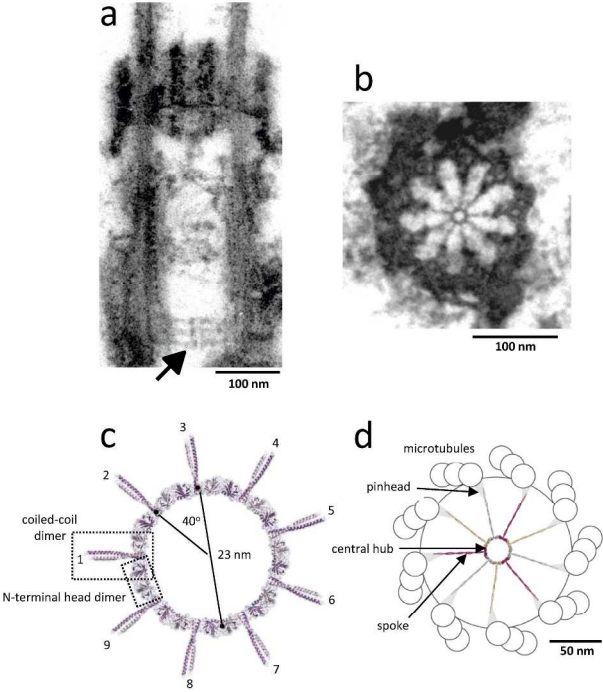 a
100 nm
b
100 nm
c
3
4
2
5
coiled-coil
dimer
40°
23 nm
1
N-terminal head dimer
6
9
7
8
d
microtubules
pinhead
central hub
spoke
50 nm